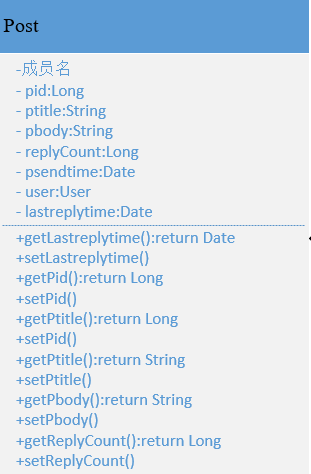 Post
-成员名
- pid:Long
- ptitle:String
- pbody:String
- replyCount:Long
- psendtime:Date
- user:User
- lastreplytime:Date
+getLastreplytime():return Date
+setLastreplytime()
+getPid():return Long
+setPid()
+getPtitle():return Long
+setPid()
+getPtitle():return String
+setPtitle()
+getPbody():return String
+setPbody()
+getReplyCount():return Long
+setReplyCount()